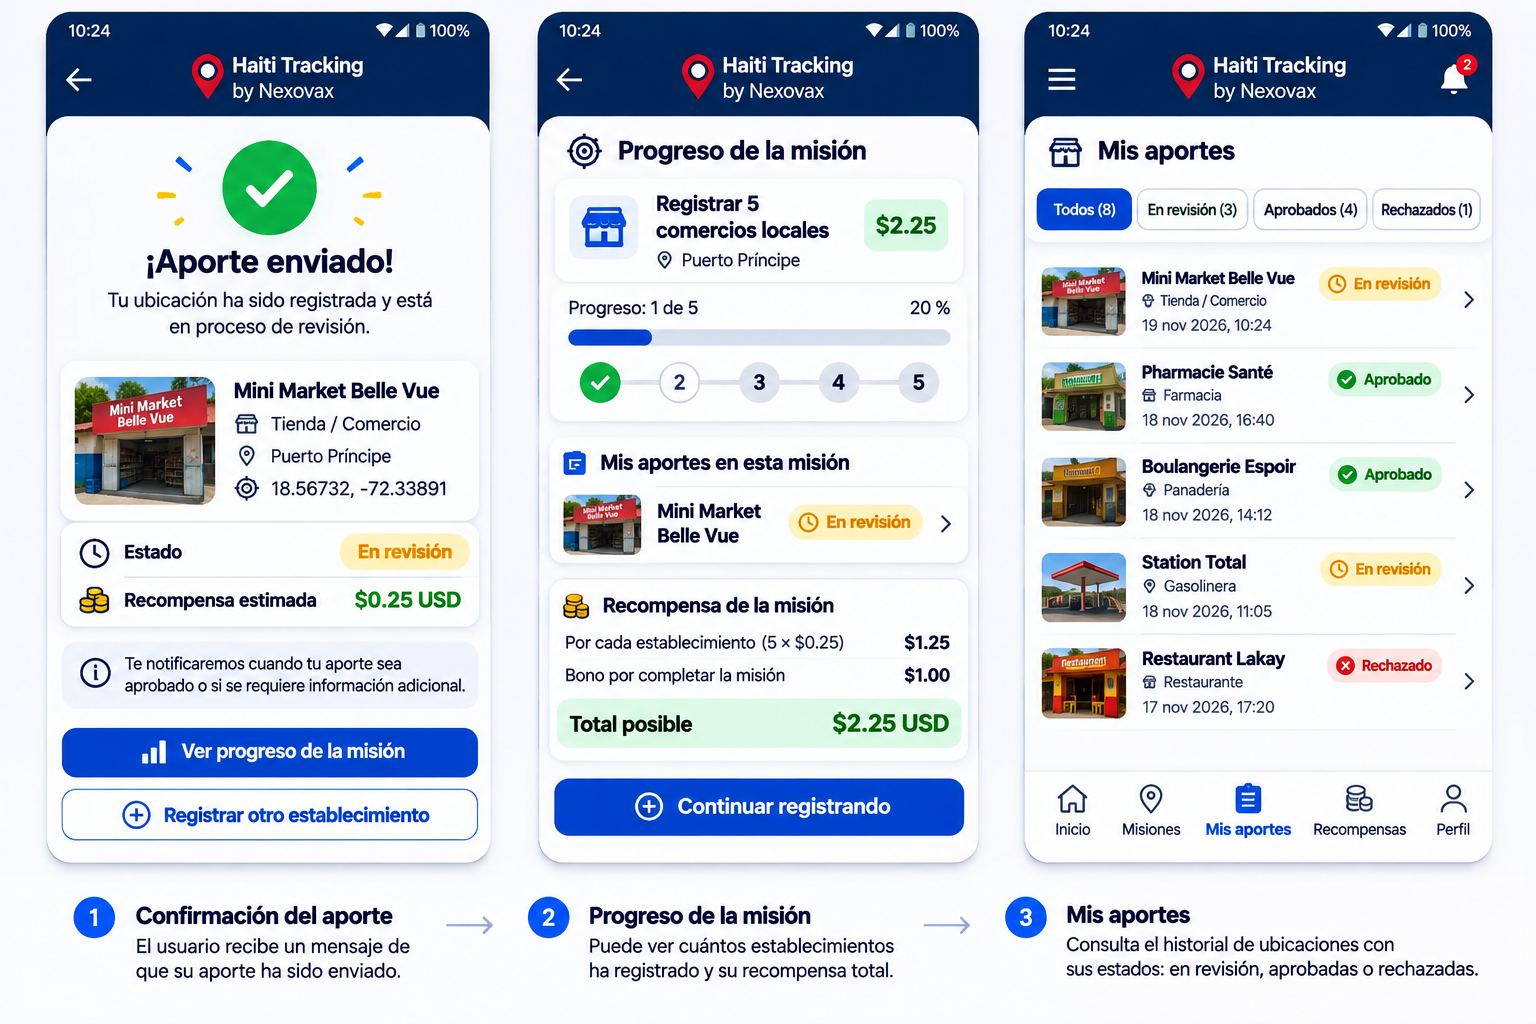 10:24
100%
Haiti Tracking
by Nexovax
¡Aporte enviado!
Tu ubicación ha sido registrada y está
en proceso de revisión.
Mini Market
Belle Vue
Mini Market Belle Vue
Tienda / Comercio
Puerto Príncipe
18.56732, -72.33891
Estado
En revisión
Recompensa estimada
$0.25 USD
Te notificaremos cuando tu aporte sea
aprobado o si se requiere información adicional.
Ver progreso de la misión
Registrar otro establecimiento
1
Confirmación del aporte
El usuario recibe un mensaje de
que su aporte ha sido enviado.
10:24
100%
Haiti Tracking
by Nexovax
Progreso de la misión
Registrar 5
comercios locales
$2.25
Puerto Príncipe
Progreso: 1 de 5
20 %
2
3
4
5
Mis aportes en esta misión
Mini Market
Belle Vue
En revisión
Recompensa de la misión
Por cada establecimiento (5 × $0.25)
$1.25
Bono por completar la misión
$1.00
Total posible
$2.25 USD
Continuar registrando
2
Progreso de la misión
Puede ver cuántos establecimientos
ha registrado y su recompensa total.
10:24
100%
Haiti Tracking
by Nexovax
2
Mis aportes
Todos (8)
En revisión (3)
Aprobados (4)
Rechazados (1)
Mini Market
Belle Vue
Mini Market Belle Vue
Tienda / Comercio
19 nov 2026, 10:24
En revisión
Pharmacie Santé
Farmacia
18 nov 2026, 16:40
Aprobado
Boulangerie Espoir
Panadería
18 nov 2026, 14:12
Aprobado
Station Total
Gasolinera
18 nov 2026, 11:05
En revisión
Restaurant
Restaurant Lakay
Restaurante
17 nov 2026, 17:20
Rechazado
Inicio
Misiones
Mis aportes
Recompensas
Perfil
3
Mis aportes
Consulta el historial de ubicaciones con
sus estados: en revisión, aprobadas o rechazadas.